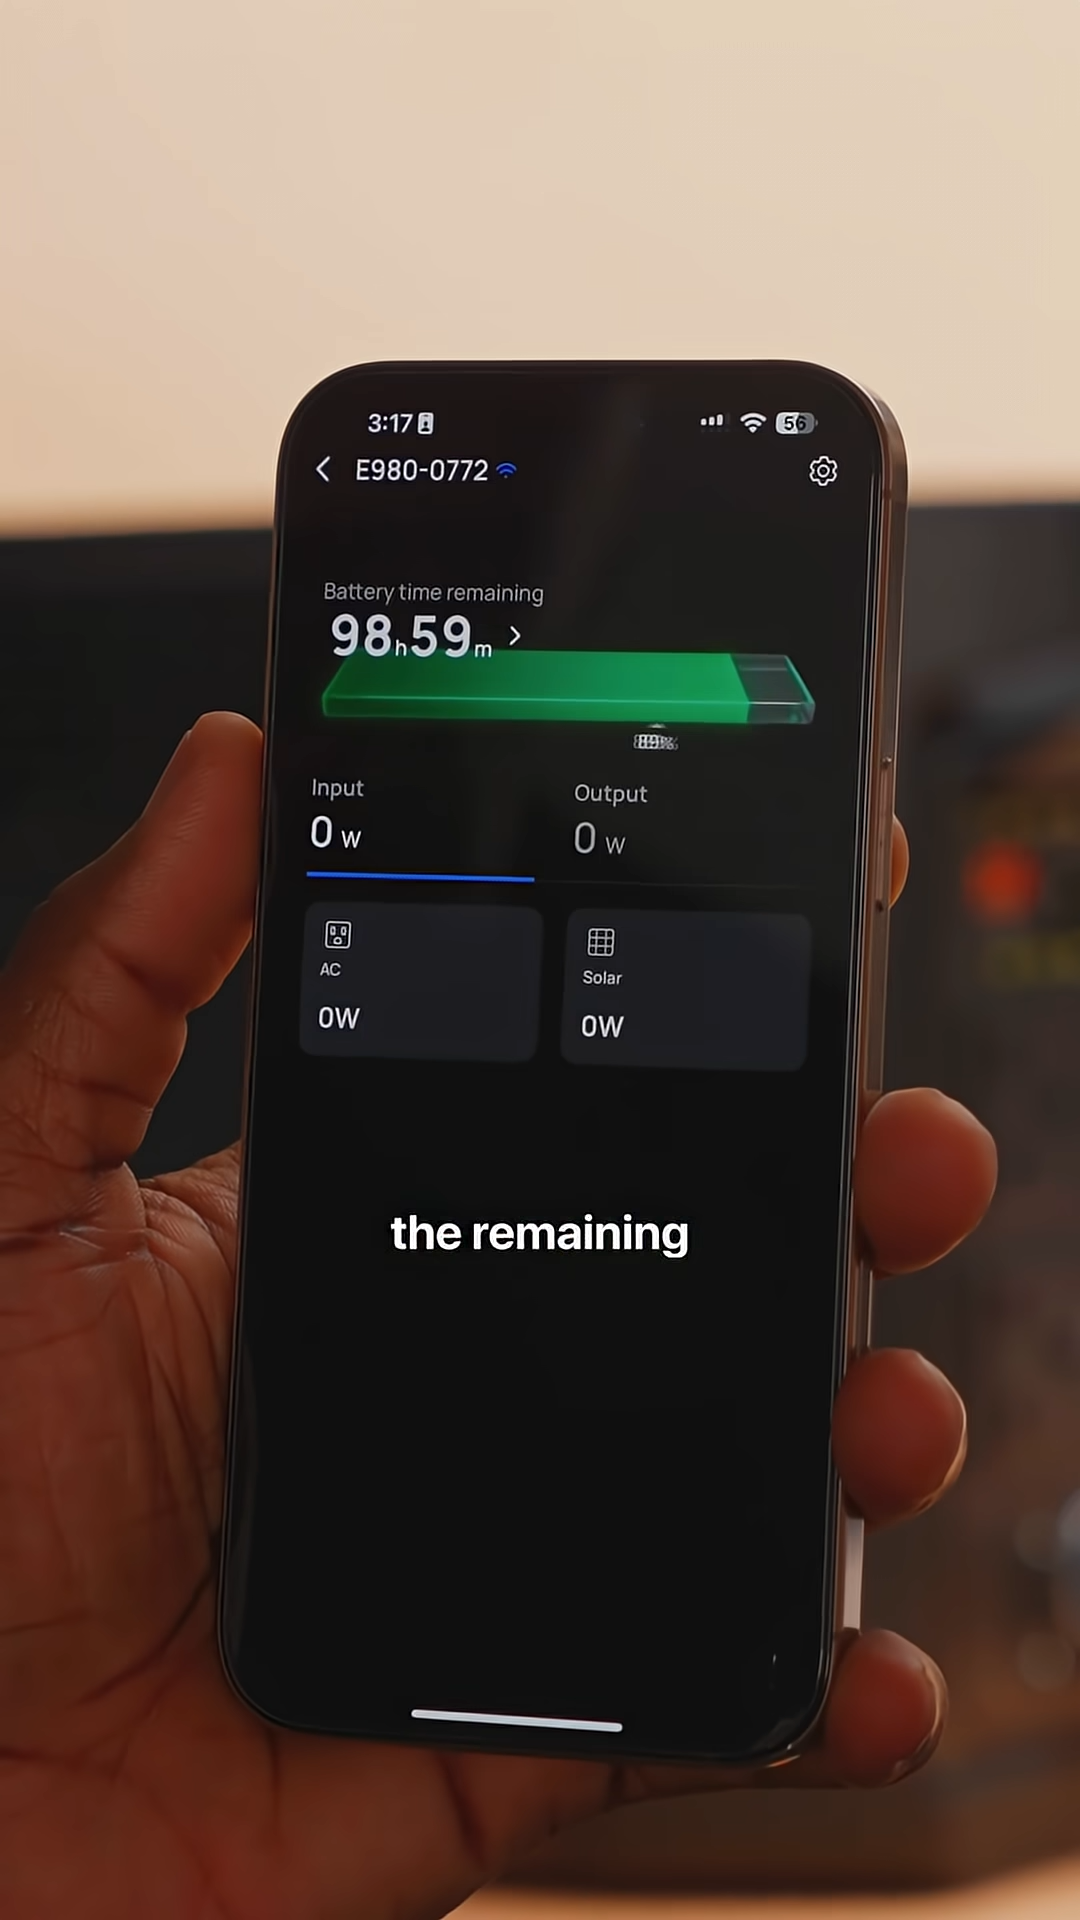 3:17
56
E980-0772
Battery time remaining
98h59m
Input
Output
0 W
0 W
AC
Solar
0W
0W
the remaining